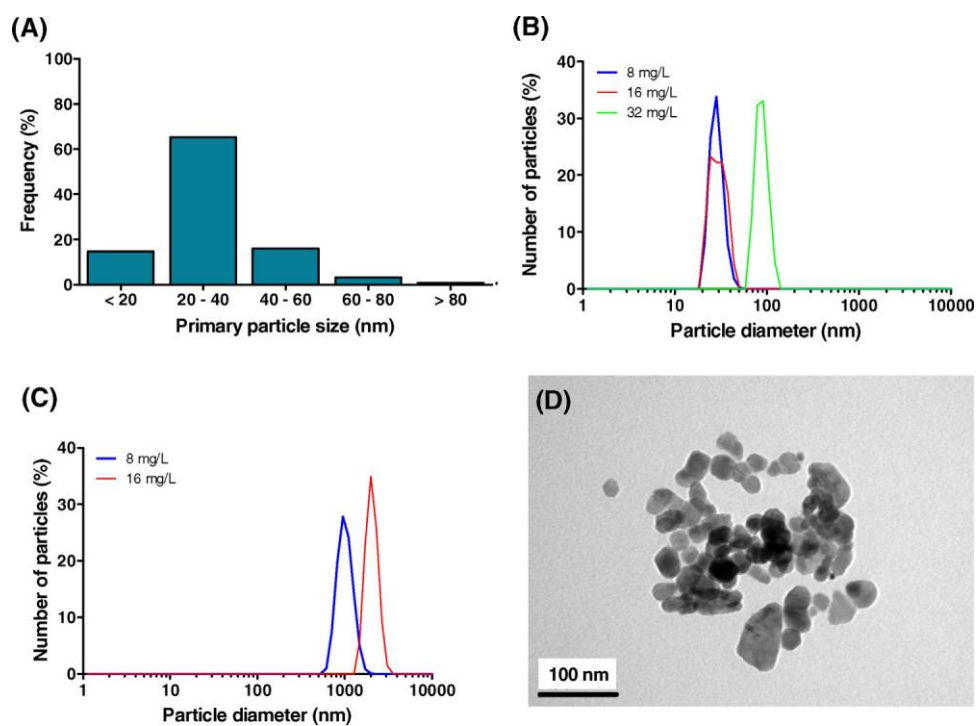 (A)
Frequency (%)
100
80
60
40
20
0
< 20 20 - 40 40 - 60 60 - 80 > 80
Primary particle size (nm)
(B)
8 mg/L
16 mg/L
32 mg/L
Number of particles (%)
40
30
20
10
0
1 10 100 1000 10000
Particle diameter (nm)
(C)
8 mg/L
16 mg/L
Number of particles (%)
40
30
20
10
0
1 10 100 1000 10000
Particle diameter (nm)
(D)
100 nm